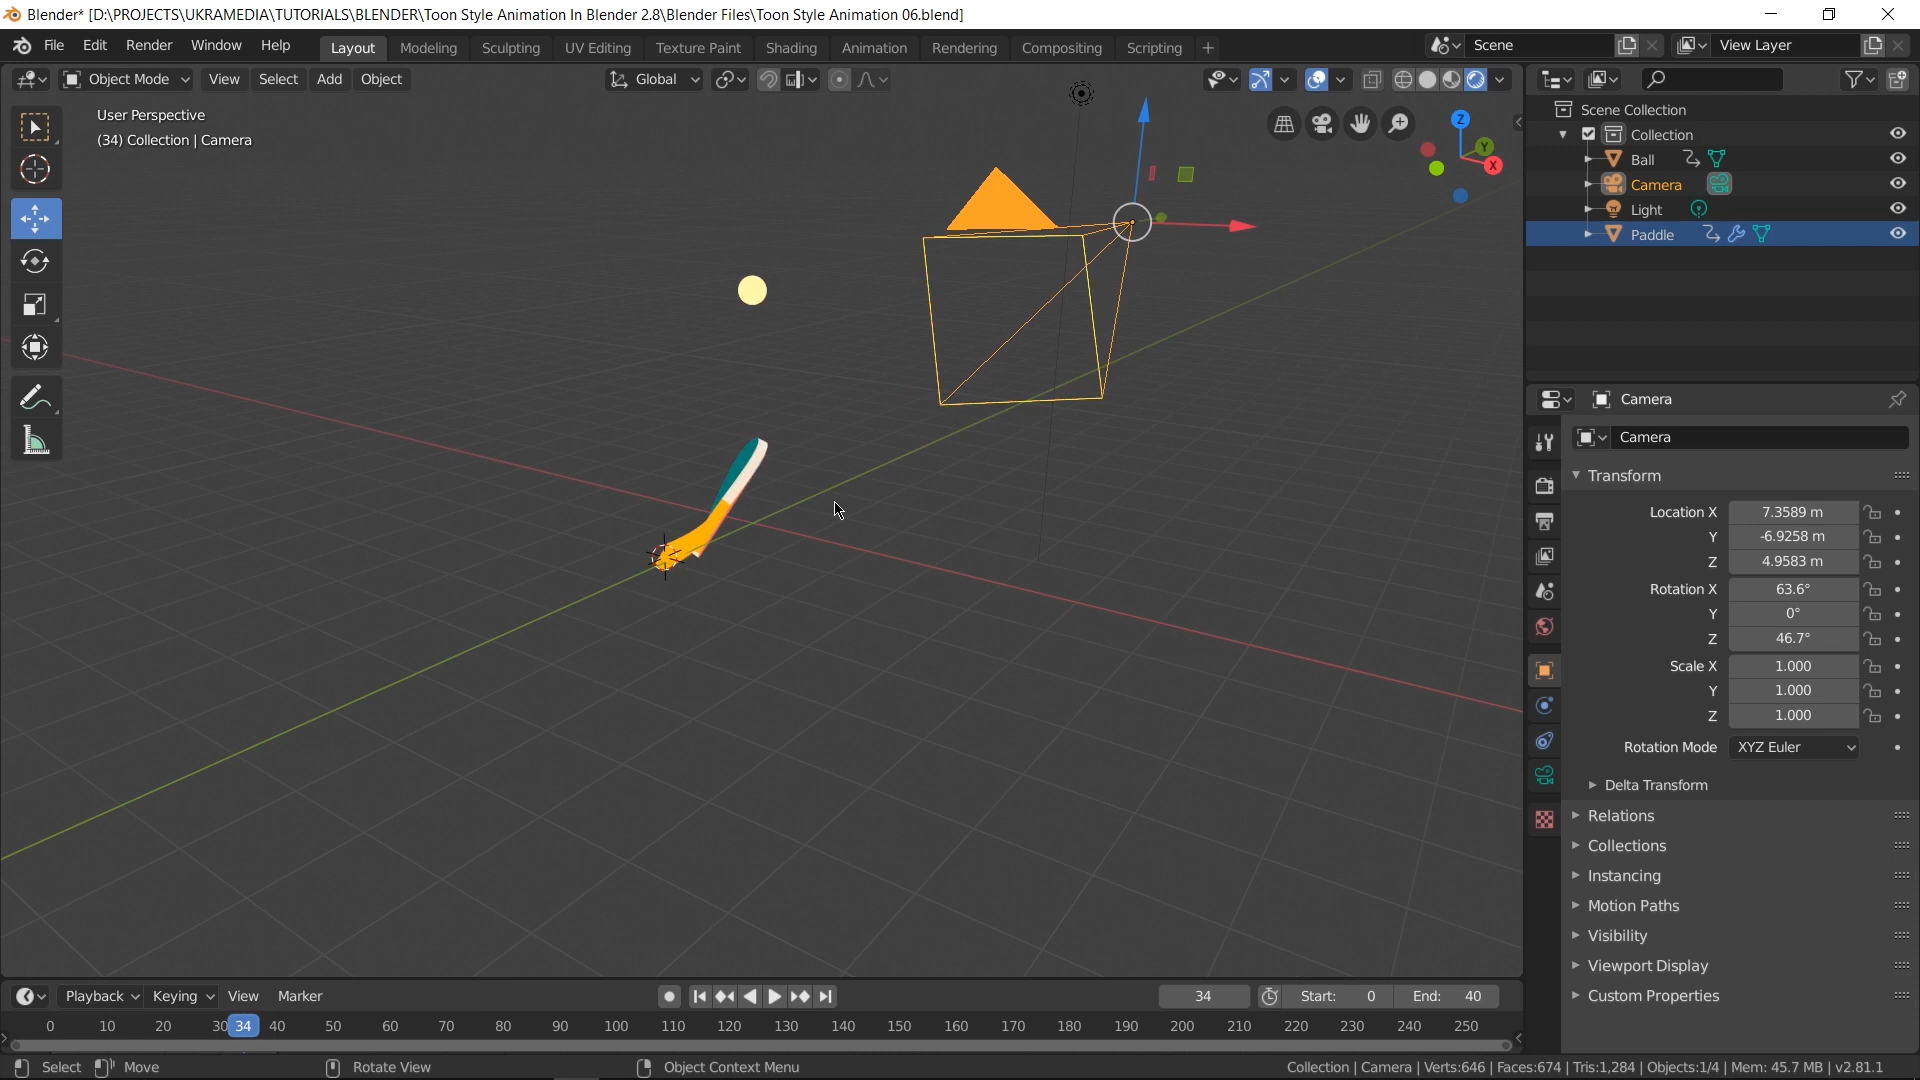 Blender* [D:\PROJECTS\UKRAMEDIA\TUTORIALS\BLENDER\Toon Style Animation In Blender 2.8\Blender Files\Toon Style Animation 06.blend]
File Edit Render Window Help Layout Modeling Sculpting UV Editing Texture Paint Shading Animation Rendering Compositing Scripting + Scene View Layer
Object Mode View Select Add Object Global
User Perspective
(34) Collection | Camera
Z
Y
X
Scene Collection
Collection
Ball
Camera
Light
Paddle
Camera
Camera
Transform
Location X 7.3589 m
Y -6.9258 m
Z 4.9583 m
Rotation X 63.6°
Y 0°
Z 46.7°
Scale X 1.000
Y 1.000
Z 1.000
Rotation Mode XYZ Euler
Delta Transform
Relations
Collections
Instancing
Motion Paths
Visibility
Viewport Display
Custom Properties
Playback Keying View Marker 34 Start: 0 End: 40
0 10 20 30 34 40 50 60 70 80 90 100 110 120 130 140 150 160 170 180 190 200 210 220 230 240 250
Select Move Rotate View Object Context Menu Collection | Camera | Verts:646 | Faces:674 | Tris:1,284 | Objects:1/4 | Mem: 45.7 MB | v2.81.1